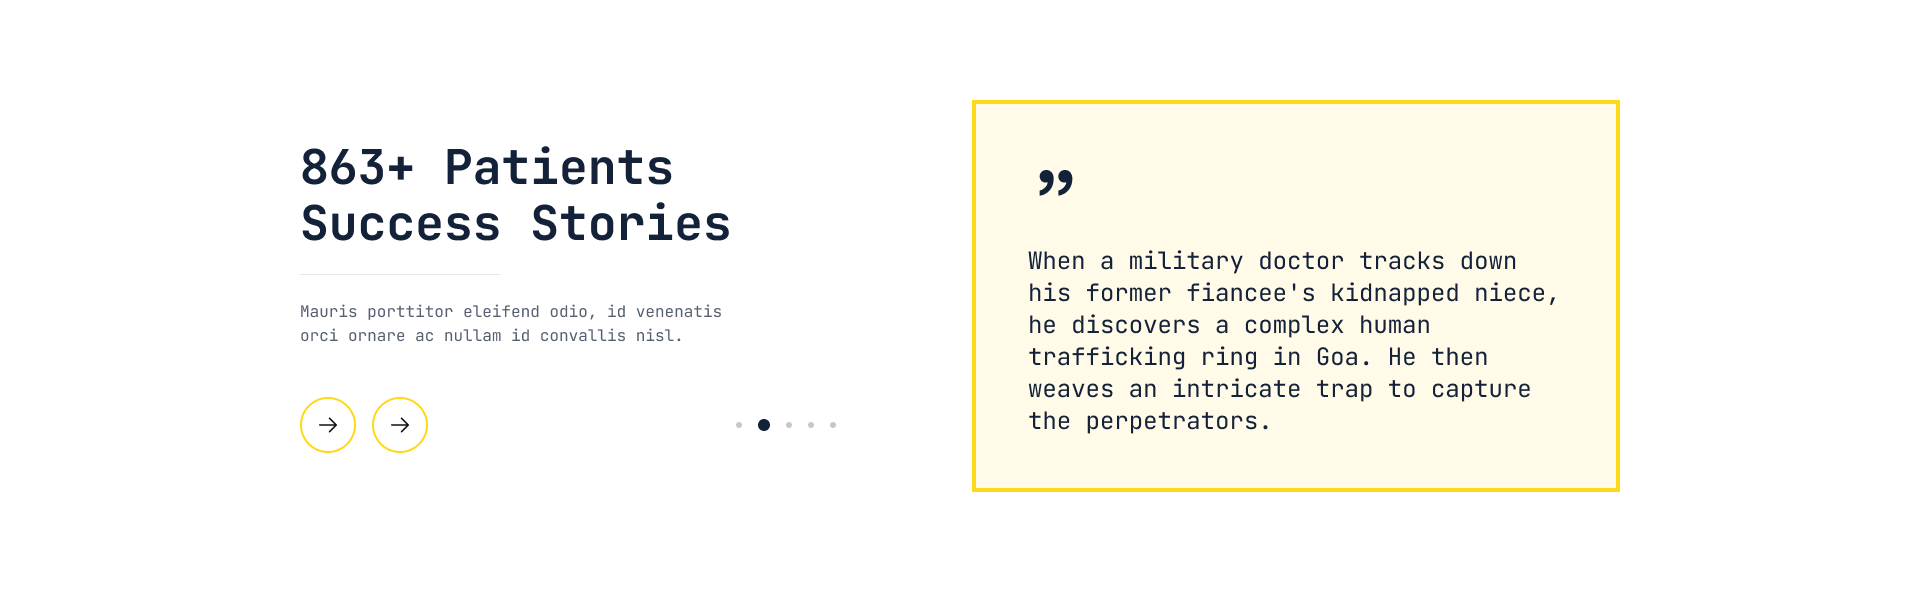 863+ Patients
Success Stories
Mauris porttitor eleifend odio, id venenatis
orci ornare ac nullam id convallis nisl.
”
When a military doctor tracks down
his former fiancee's kidnapped niece,
he discovers a complex human
trafficking ring in Goa. He then
weaves an intricate trap to capture
the perpetrators.